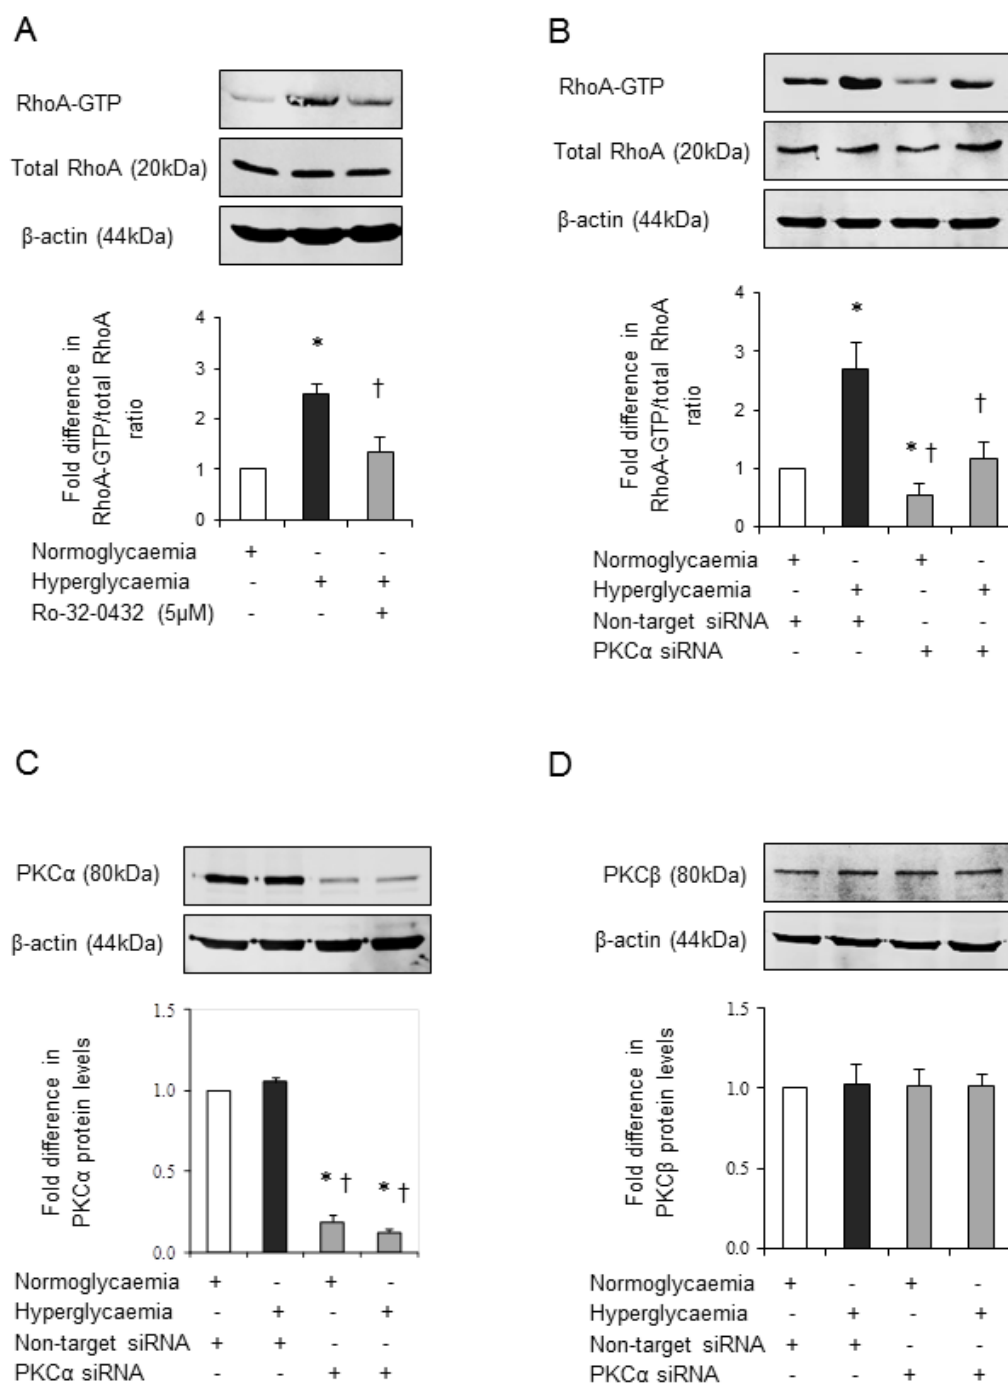 A
RhoA-GTP
Total RhoA (20kDa)
β-actin (44kDa)
Fold difference in
RhoA-GTP/total RhoA
ratio
4
3
2
1
0
*
†
Normoglycaemia + - -
Hyperglycaemia - + +
Ro-32-0432 (5µM) - - +
B
RhoA-GTP
Total RhoA (20kDa)
β-actin (44kDa)
Fold difference in
RhoA-GTP/total RhoA
ratio
4
3
2
1
0
*
* †
†
Normoglycaemia + - + -
Hyperglycaemia - + - +
Non-target siRNA + + - -
PKCα siRNA - - + +
C
PKCα (80kDa)
β-actin (44kDa)
Fold difference in
PKCα protein levels
1.5
1.0
0.5
0.0
* †
* †
Normoglycaemia + - + -
Hyperglycaemia - + - +
Non-target siRNA + + - -
PKCα siRNA - - + +
D
PKCβ (80kDa)
β-actin (44kDa)
Fold difference in
PKCβ protein levels
1.5
1.0
0.5
0.0
Normoglycaemia + - + -
Hyperglycaemia - + - +
Non-target siRNA + + - -
PKCα siRNA - - + +